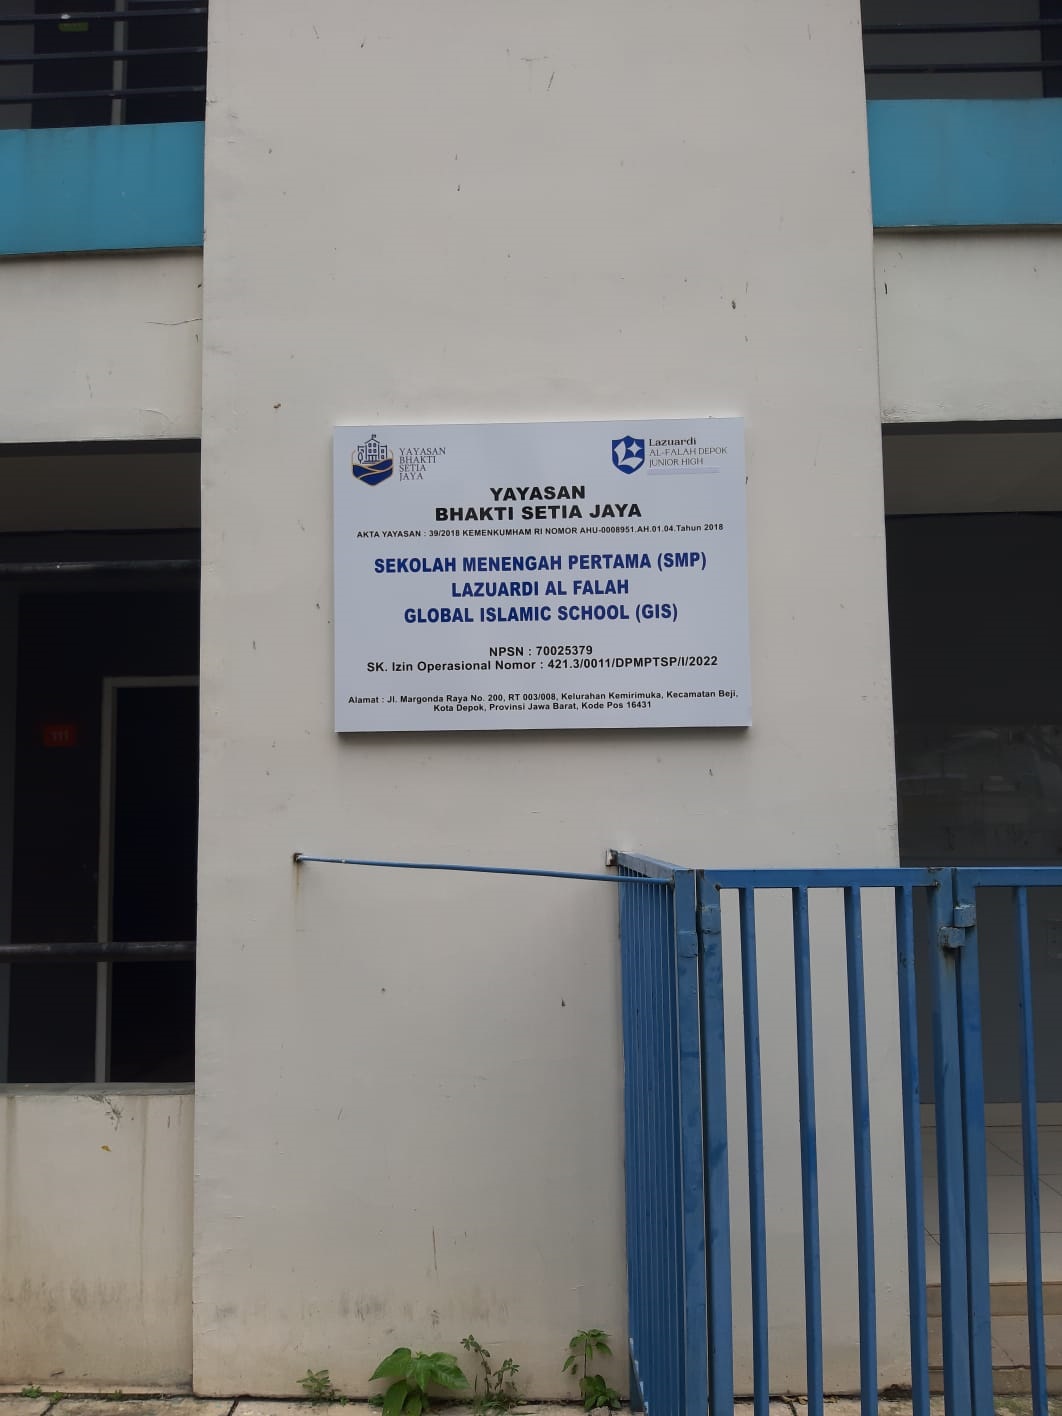 YAYASAN
BHAKTI
SETIA
JAYA
Lazuardi
AL-FALAH DEPOK
JUNIOR HIGH
YAYASAN
BHAKTI SETIA JAYA
AKTA YAYASAN : 39/2018 KEMENKUMHAM RI NOMOR AHU-0008951.AH.01.04.Tahun 2018
SEKOLAH MENENGAH PERTAMA (SMP)
LAZUARDI AL FALAH
GLOBAL ISLAMIC SCHOOL (GIS)
NPSN : 70025379
SK. Izin Operasional Nomor : 421.3/0011/DPMPTSP/I/2022
Alamat : Jl. Margonda Raya No. 200, RT 003/008, Kelurahan Kemirimuka, Kecamatan Beji,
Kota Depok, Provinsi Jawa Barat, Kode Pos 16431